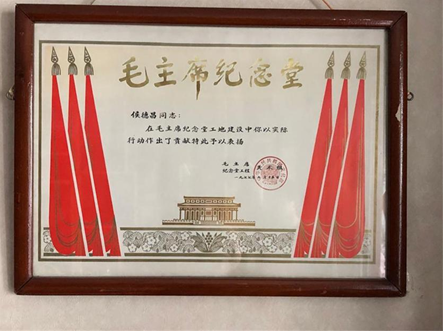 毛主席纪念堂
侯德昌同志：
在毛主席纪念堂工地建设中你以实际
行动作出了贡献特此予以表扬
毛主席
纪念堂工程